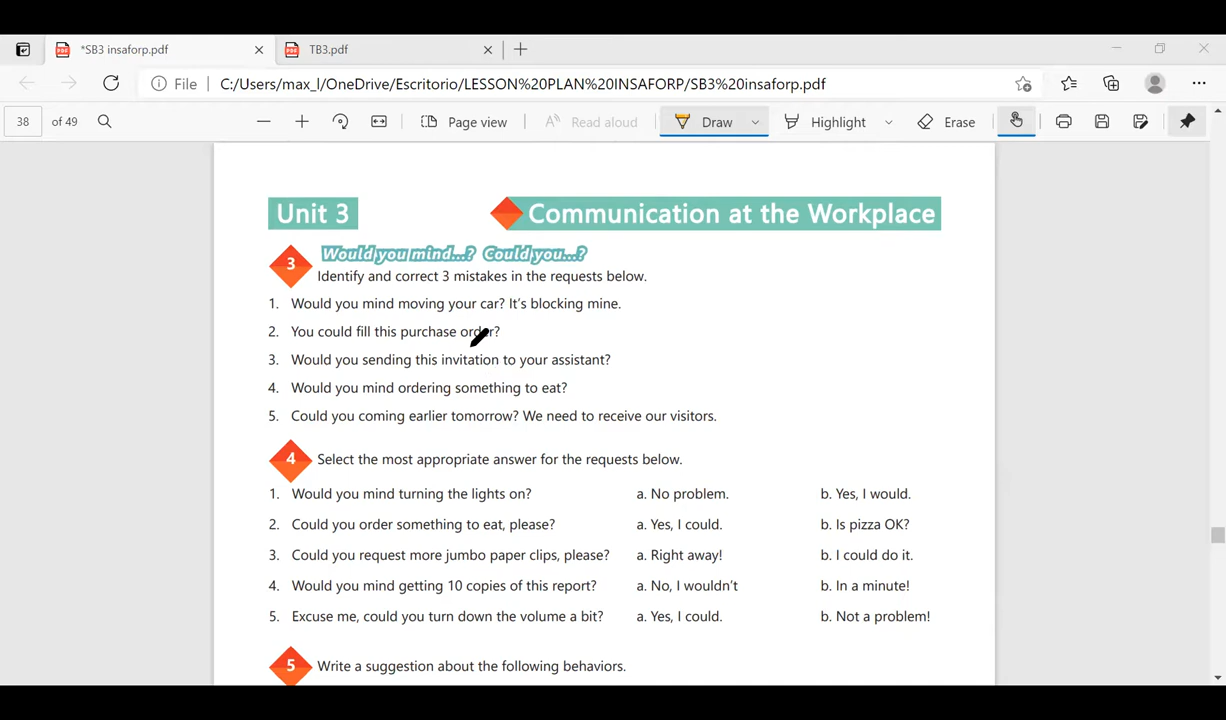 *SB3 insaforp.pdf
TB3.pdf
File C:/Users/max_l/OneDrive/Escritorio/LESSON%20PLAN%20INSAFORP/SB3%20insaforp.pdf
38 of 49 Page view Read aloud Draw Highlight Erase
Unit 3 Communication at the Workplace
Would you mind...? Could you...?
3 Identify and correct 3 mistakes in the requests below.
1. Would you mind moving your car? It's blocking mine.
2. You could fill this purchase order?
3. Would you sending this invitation to your assistant?
4. Would you mind ordering something to eat?
5. Could you coming earlier tomorrow? We need to receive our visitors.
4 Select the most appropriate answer for the requests below.
1. Would you mind turning the lights on? a. No problem. b. Yes, I would.
2. Could you order something to eat, please? a. Yes, I could. b. Is pizza OK?
3. Could you request more jumbo paper clips, please? a. Right away! b. I could do it.
4. Would you mind getting 10 copies of this report? a. No, I wouldn't b. In a minute!
5. Excuse me, could you turn down the volume a bit? a. Yes, I could. b. Not a problem!
5 Write a suggestion about the following behaviors.